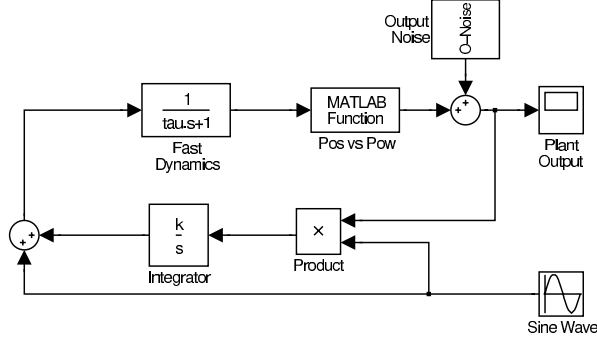 Output
Noise
O-Noise
1
tau.s+1
Fast
Dynamics
MATLAB
Function
Pos vs Pow
+
+
Plant
Output
+
+
k
s
Integrator
×
Product
Sine Wave